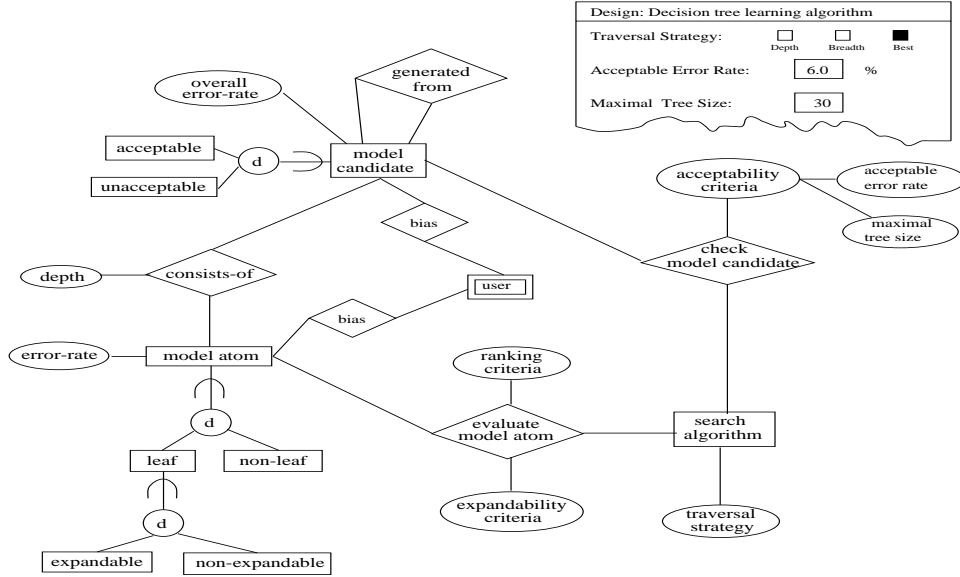 Design: Decision tree learning algorithm
Traversal Strategy:
Depth
Breadth
Best
Acceptable Error Rate:
6.0
%
Maximal Tree Size:
30
generated
from
overall
error-rate
acceptable
d
unacceptable
model
candidate
acceptability
criteria
acceptable
error rate
maximal
tree size
bias
check
model candidate
depth
consists-of
user
bias
error-rate
model atom
ranking
criteria
d
evaluate
model atom
search
algorithm
leaf
non-leaf
expandability
criteria
traversal
strategy
d
expandable
non-expandable